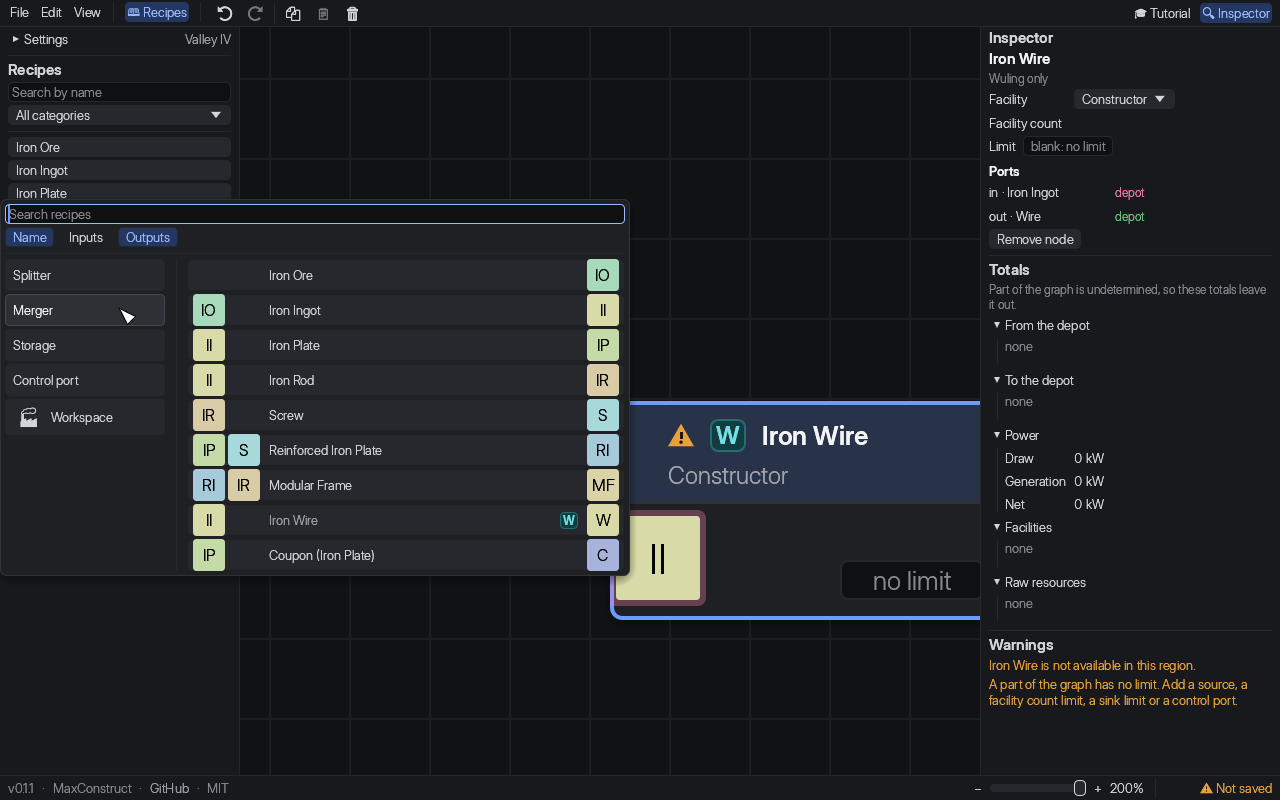 File Edit View Recipes Tutorial Inspector
Settings Valley IV
Recipes
Search by name
All categories
Iron Ore
Iron Ingot
Iron Plate
Search recipes
Name Inputs Outputs
Splitter
Merger
Storage
Control port
Workspace
Iron Ore IO
IO Iron Ingot II
II Iron Plate IP
II Iron Rod IR
IR Screw S
IP S Reinforced Iron Plate RI
RI IR Modular Frame MF
II Iron Wire W W
IP Coupon (Iron Plate) C
W Iron Wire
Constructor
II
no limit
Inspector
Iron Wire
Wuling only
Facility Constructor
Facility count
Limit blank: no limit
Ports
in · Iron Ingot depot
out · Wire depot
Remove node
Totals
Part of the graph is undetermined, so these totals leave
it out.
From the depot
none
To the depot
none
Power
Draw 0 kW
Generation 0 kW
Net 0 kW
Facilities
none
Raw resources
none
Warnings
Iron Wire is not available in this region.
A part of the graph has no limit. Add a source, a
facility count limit, a sink limit or a control port.
v0.1.1 · MaxConstruct · GitHub · MIT
− + 200% Not saved